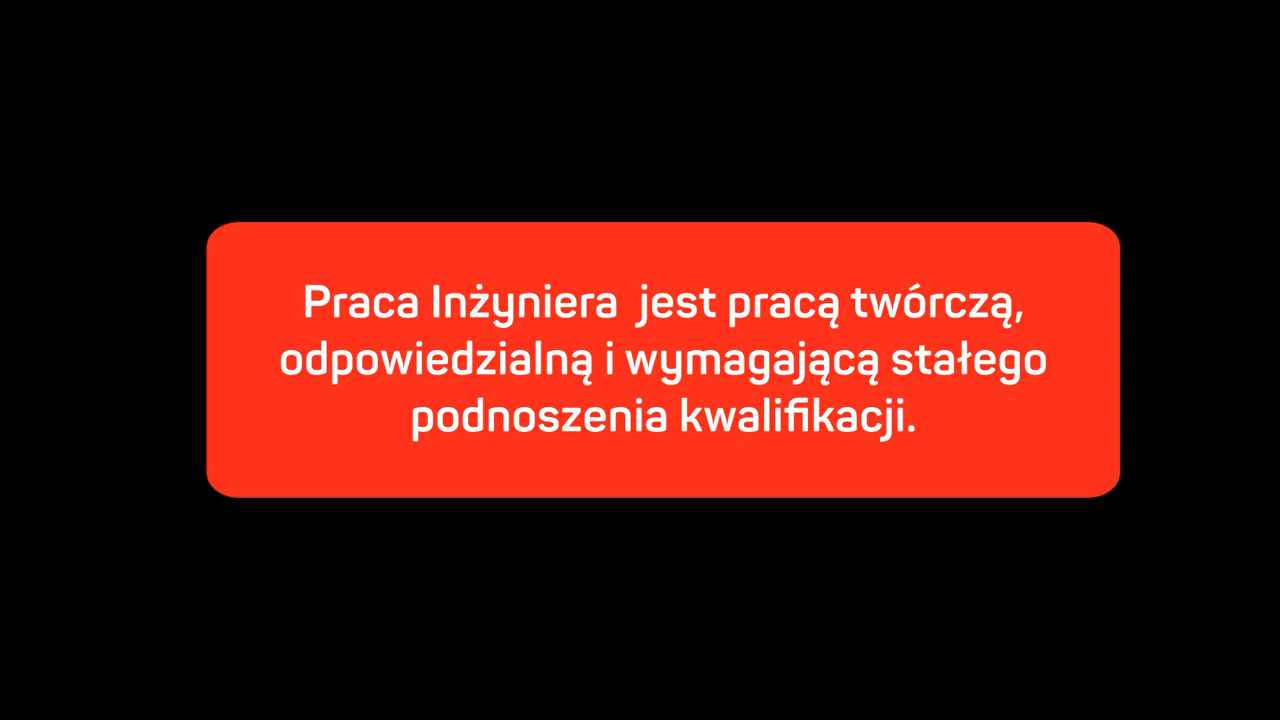 Praca Inżyniera  jest pracą twórczą,
odpowiedzialną i wymagającą stałego
podnoszenia kwalifikacji.